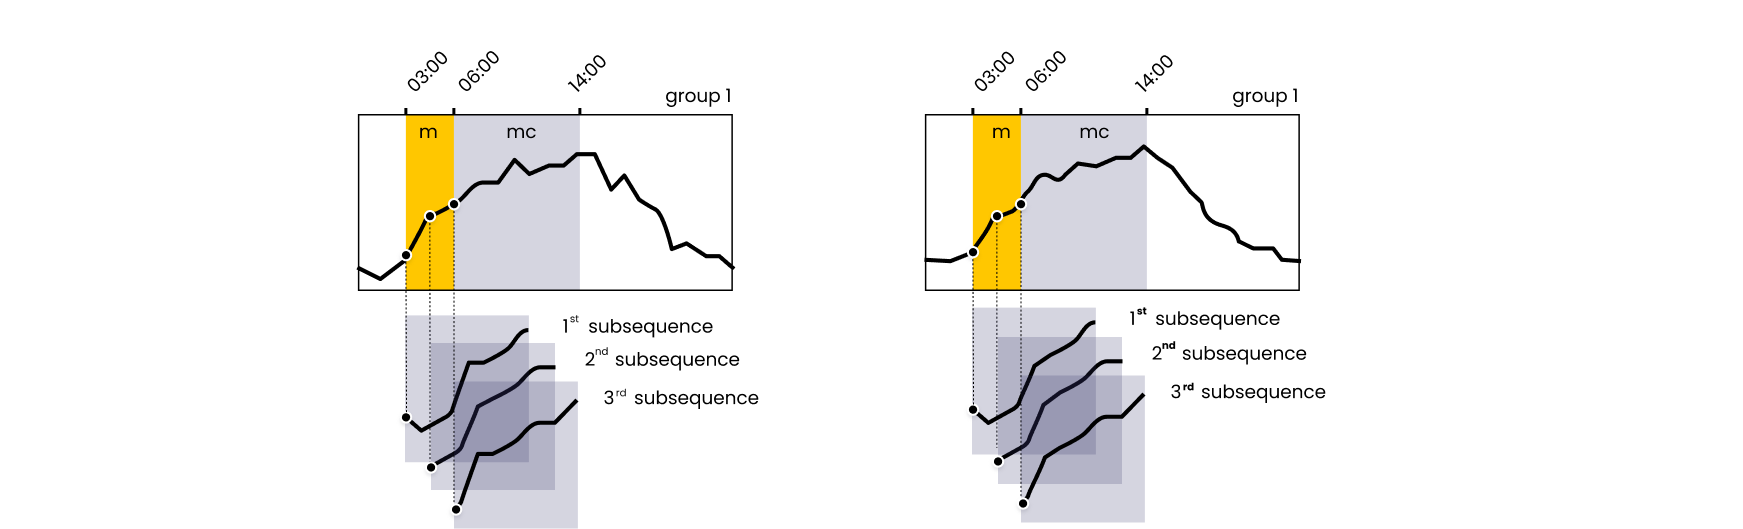 03:00 06:00 14:00
group 1
m mc
1st subsequence
2nd subsequence
3rd subsequence
03:00 06:00 14:00
group 1
m mc
1st subsequence
2nd subsequence
3rd subsequence